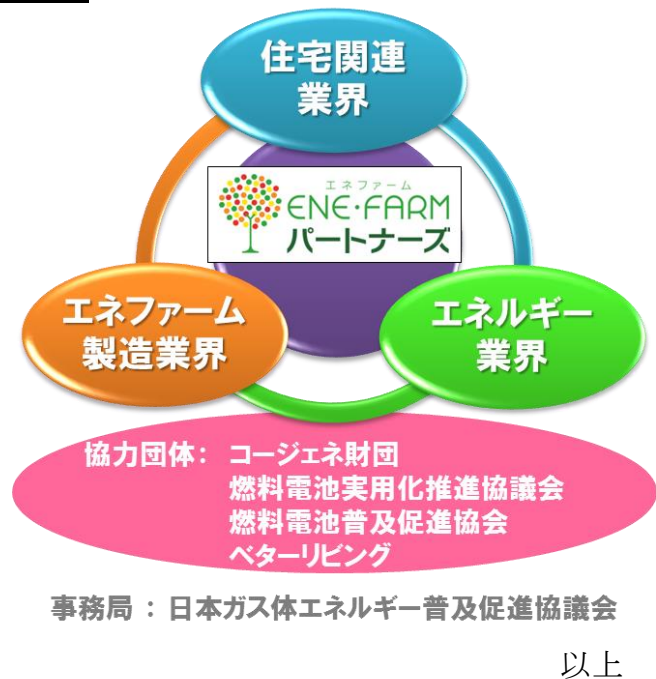 住宅関連
業界
エネファーム
ENE・FARM
パートナーズ
エネファーム
製造業界
エネルギー
業界
協力団体： コージェネ財団
燃料電池実用化推進協議会
燃料電池普及促進協会
ベターリビング
事務局 ： 日本ガス体エネルギー普及促進協議会
以上